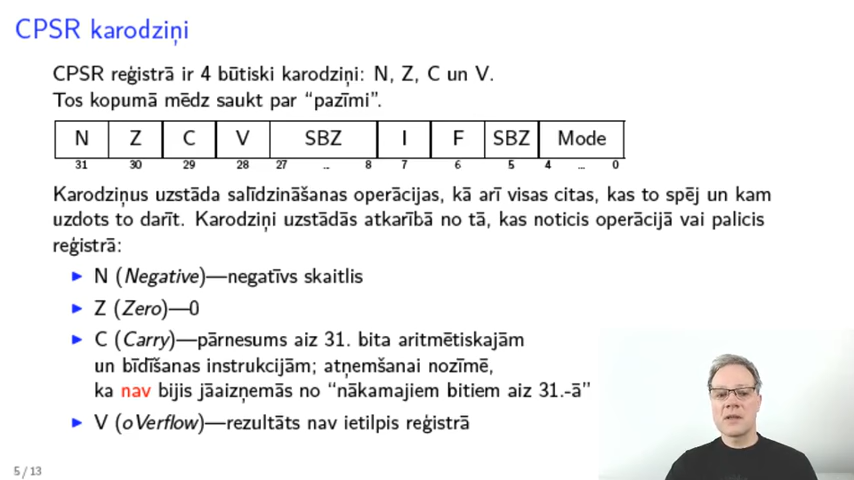 CPSR karodziņi
CPSR reģistrā ir 4 būtiski karodziņi: N, Z, C un V.
Tos kopumā mēdz saukt par “pazīmi”.
N Z C V SBZ I F SBZ Mode
31 30 29 28 27 ... 8 7 6 5 4 ... 0
Karodziņus uzstāda salīdzināšanas operācijas, kā arī visas citas, kas to spēj un kam
uzdots to darīt. Karodziņi uzstādās atkarībā no tā, kas noticis operācijā vai palicis
reģistrā:
▶ N (Negative)—negatīvs skaitlis
▶ Z (Zero)—0
▶ C (Carry)—pārnesums aiz 31. bita aritmētiskajām
un bīdīšanas instrukcijām; atņemšanai nozīmē,
ka nav bijis jāaizņemās no “nākamajiem bitiem aiz 31.-ā”
▶ V (oVerflow)—rezultāts nav ietilpis reģistrā
5 / 13